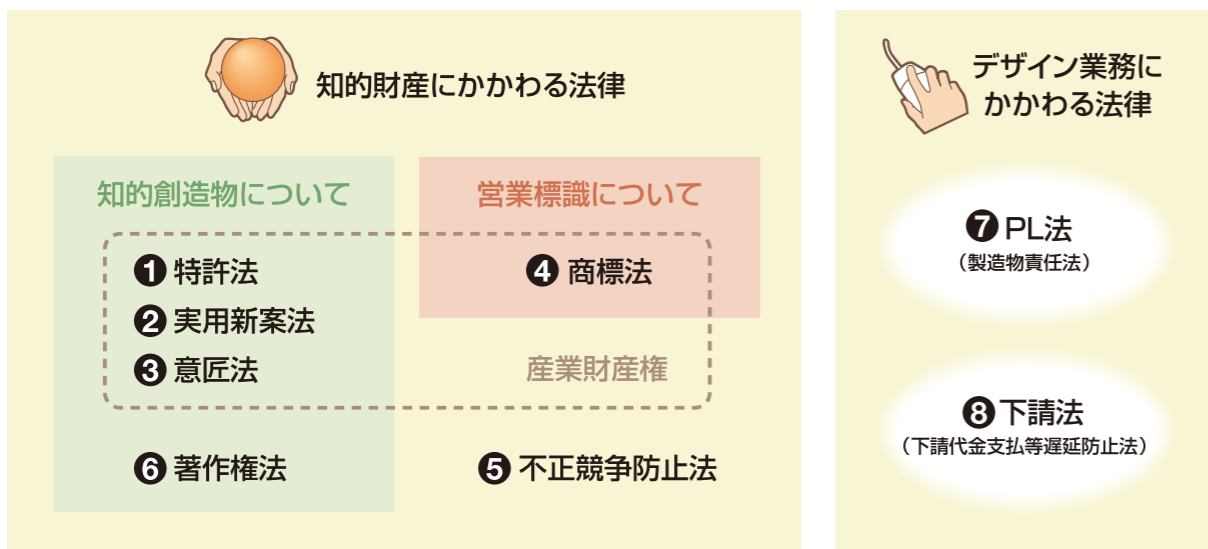 知的財産にかかわる法律
知的創造物について
❶特許法
❷実用新案法
❸意匠法
❻著作権法
営業標識について
❹商標法
産業財産権
❺不正競争防止法
デザイン業務に
かかわる法律
❼PL法
（製造物責任法）
❽下請法
（下請代金支払等遅延防止法）